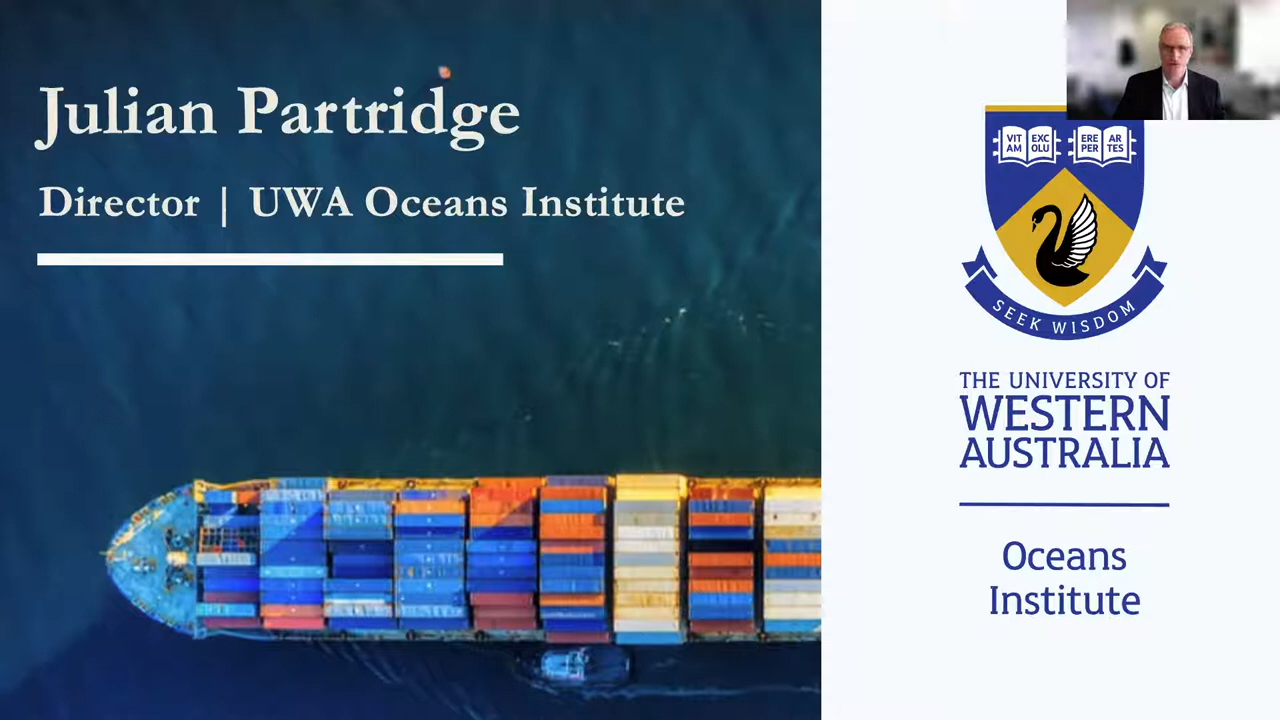 Julian Partridge
Director | UWA Oceans Institute
VIT AM EXC OLU ERE PER AR TES
SEEK WISDOM
THE UNIVERSITY OF
WESTERN
AUSTRALIA
Oceans
Institute